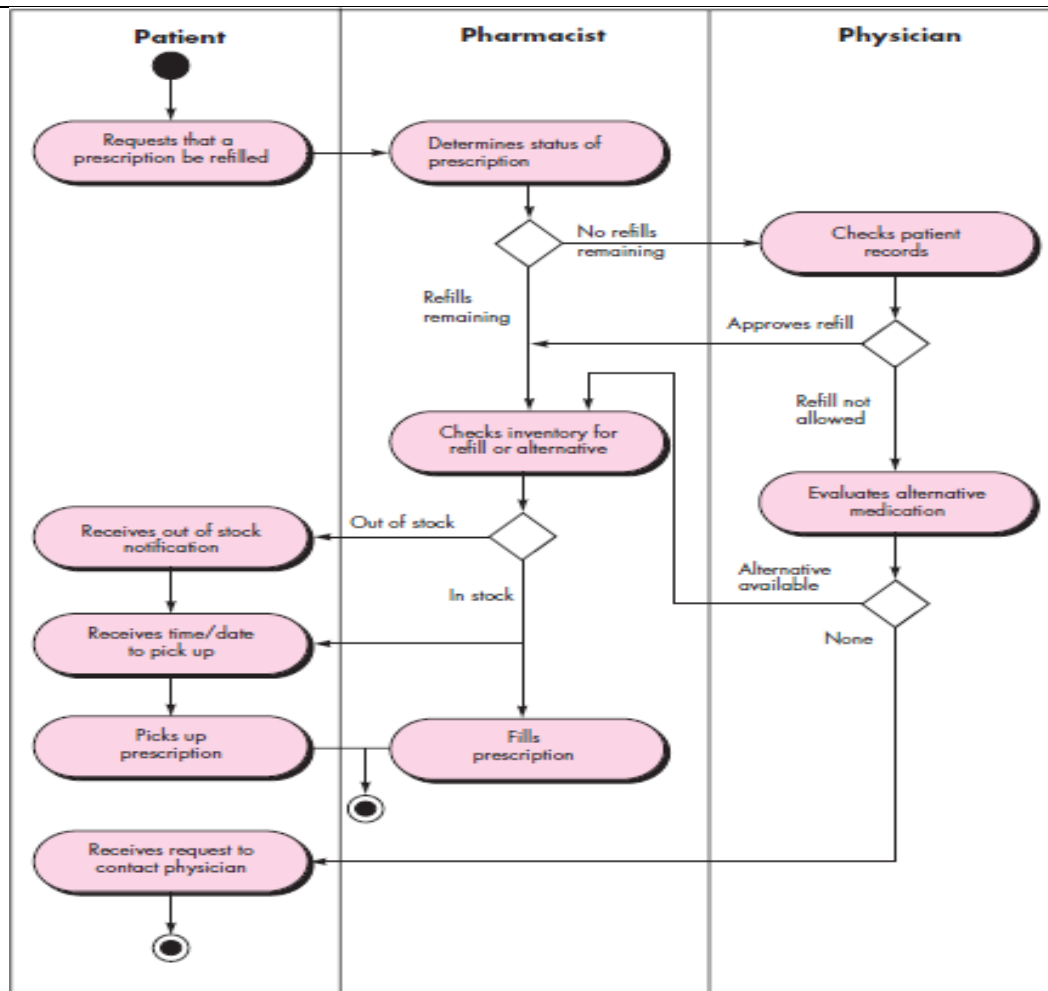 Patient
Pharmacist
Physician
Requests that a
prescription be refilled
Determines status of
prescription
No refills
remaining
Checks patient
records
Refills
remaining
Approves refill
Refill not
allowed
Checks inventory for
refill or alternative
Evaluates alternative
medication
Receives out of stock
notification
Out of stock
Alternative
available
In stock
None
Receives time/date
to pick up
Picks up
prescription
Fills
prescription
Receives request to
contact physician